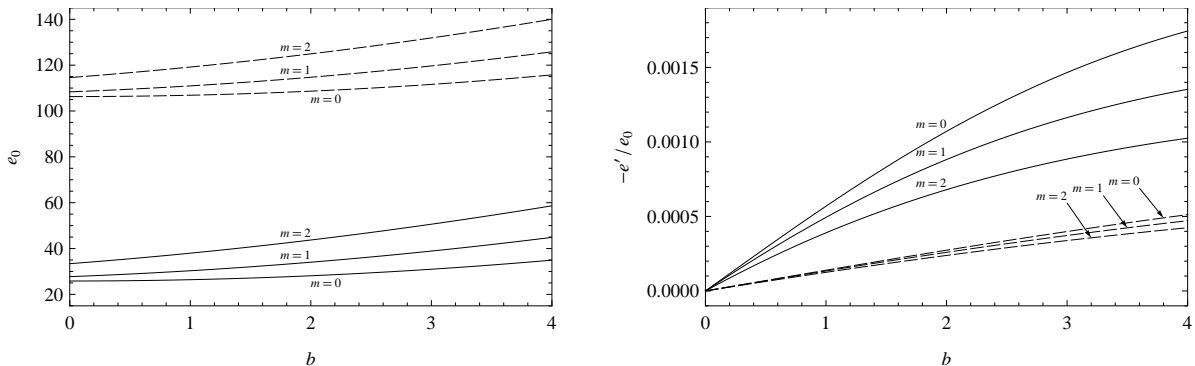 140
120
100
80
60
40
20
e₀
m = 2
m = 1
m = 0
m = 2
m = 1
m = 0
0 1 2 3 4
b
0.0015
0.0010
0.0005
0.0000
−e′ / e₀
m = 0
m = 1
m = 2
m = 2 m = 1 m = 0
0 1 2 3 4
b